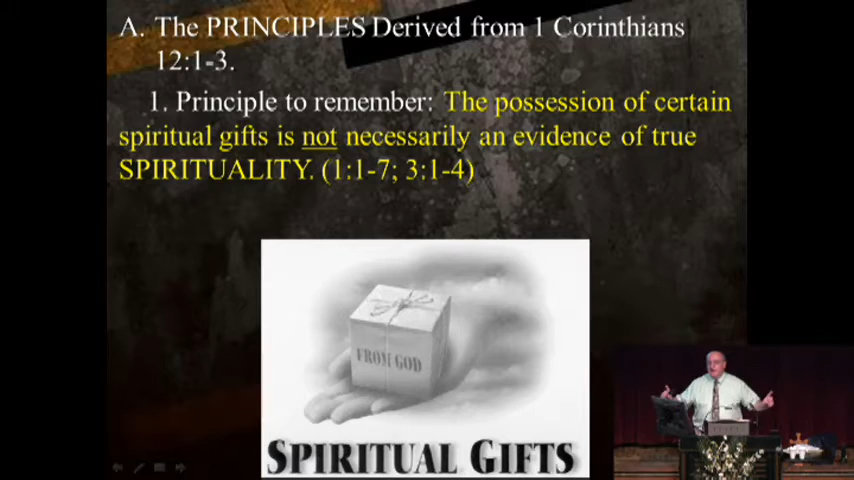 A. The PRINCIPLES Derived from 1 Corinthians
12:1-3.
1. Principle to remember: The possession of certain
spiritual gifts is not necessarily an evidence of true
SPIRITUALITY. (1:1-7; 3:1-4)
FROM GOD
SPIRITUAL GIFTS